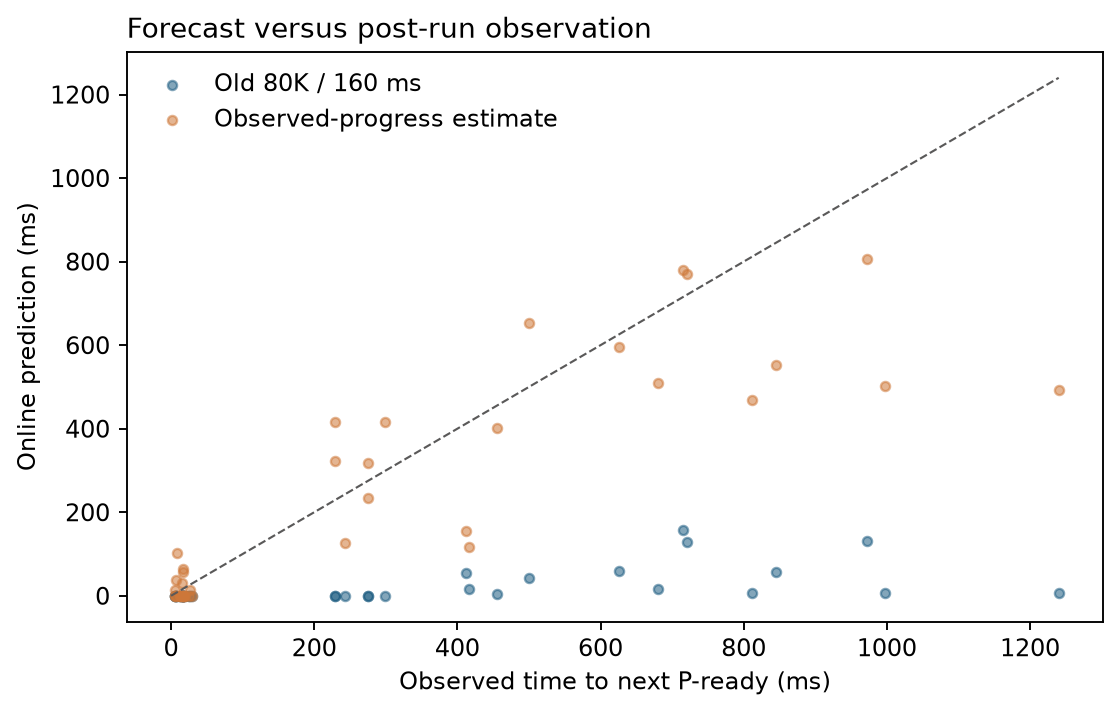 Forecast versus post-run observation
Old 80K / 160 ms
Observed-progress estimate
1200
1000
800
600
400
200
0
Online prediction (ms)
0 200 400 600 800 1000 1200
Observed time to next P-ready (ms)